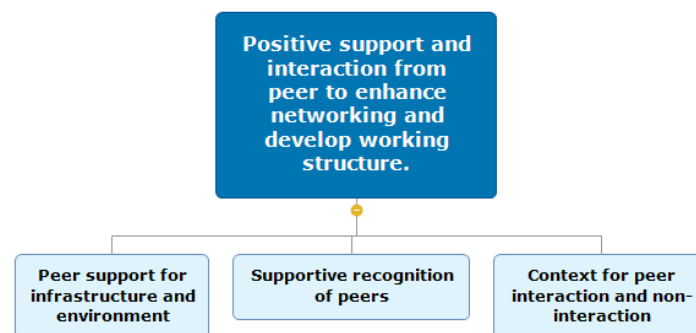 Positive support and
interaction from
peer to enhance
networking and
develop working
structure.
Peer support for
infrastructure and
environment
Supportive recognition
of peers
Context for peer
interaction and non-
interaction